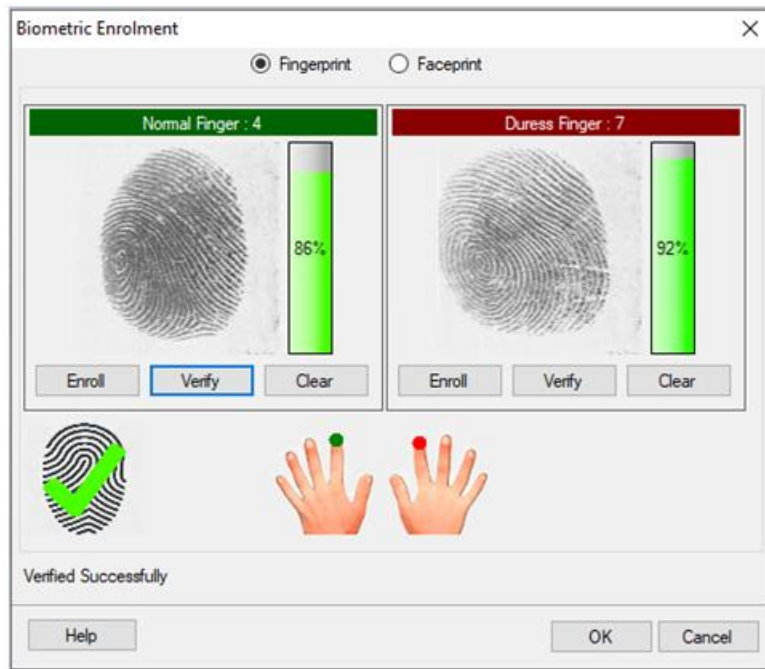 Biometric Enrolment
Fingerprint Faceprint
Normal Finger : 4
Duress Finger : 7
86%
92%
Enroll Verify Clear
Enroll Verify Clear
Verified Successfully
Help OK Cancel